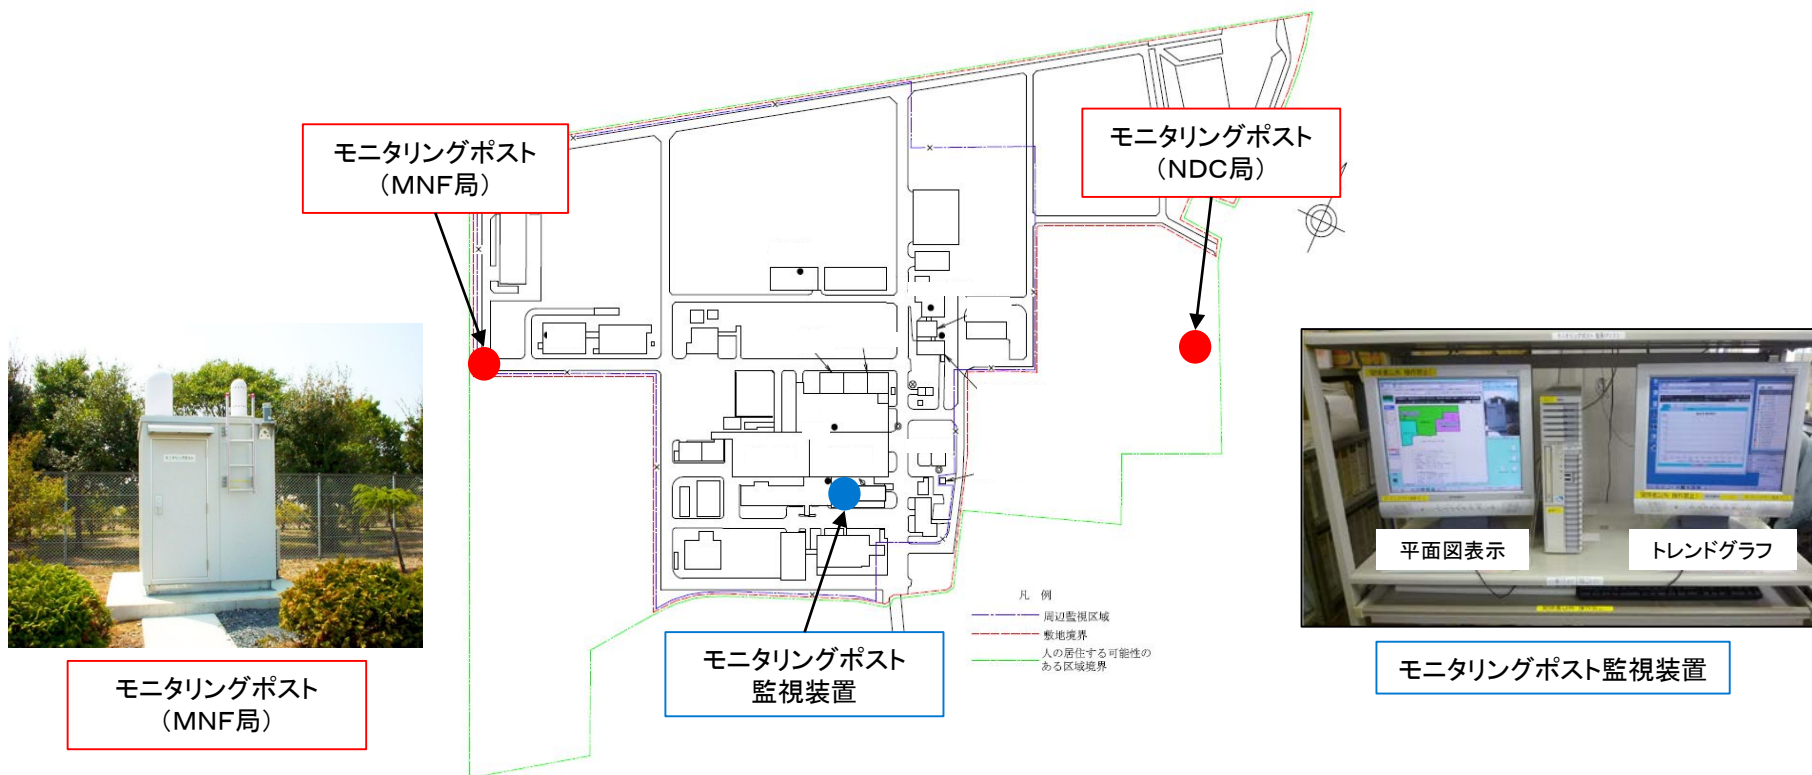 モニタリングポスト
（MNF局）
モニタリングポスト
（NDC局）
モニタリングポスト
（MNF局）
モニタリングポスト
監視装置
凡 例
周辺監視区域
敷地境界
人の居住する可能性の
ある区域境界
平面図表示
トレンドグラフ
モニタリングポスト監視装置